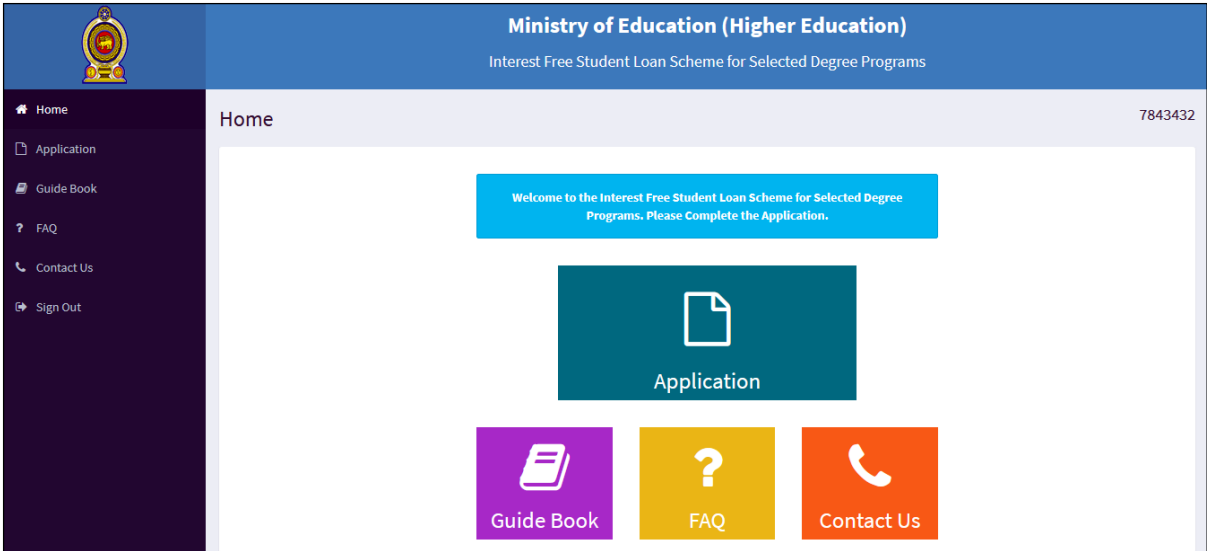 Ministry of Education (Higher Education)
Interest Free Student Loan Scheme for Selected Degree Programs
Home
Application
Guide Book
FAQ
Contact Us
Sign Out
Home
7843432
Welcome to the Interest Free Student Loan Scheme for Selected Degree
Programs. Please Complete the Application.
Application
Guide Book
FAQ
Contact Us